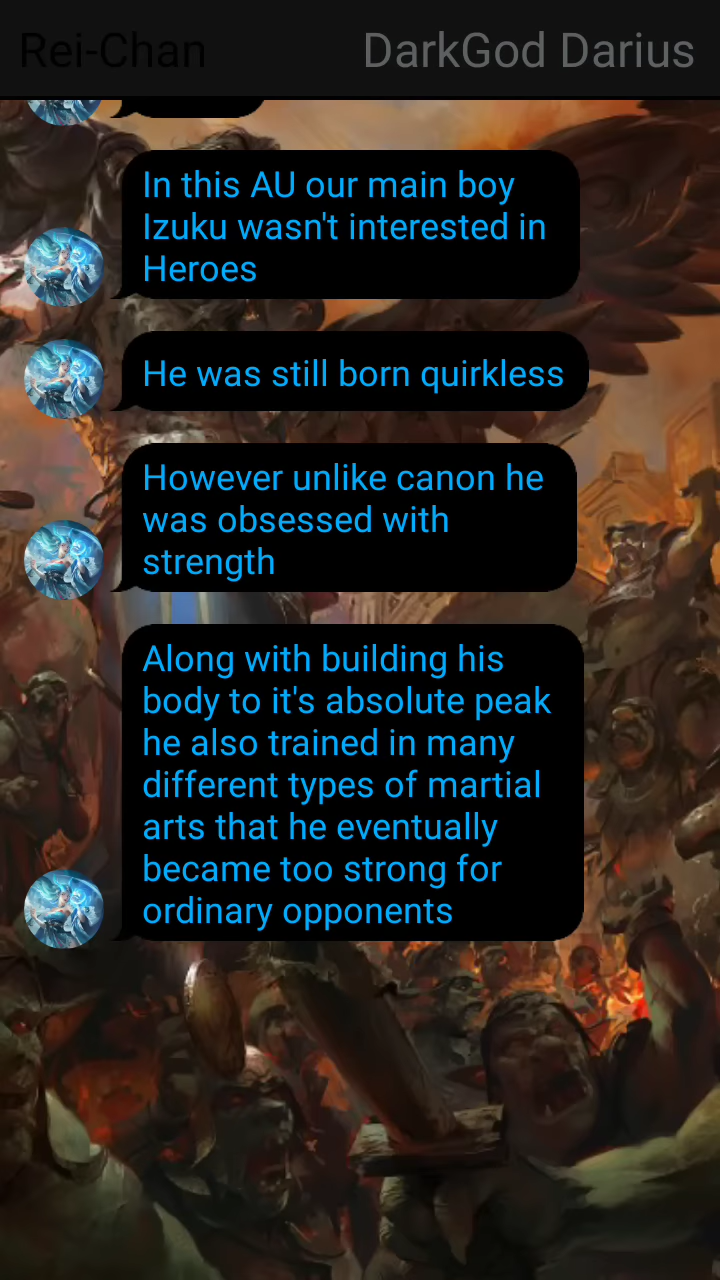 Rei-Chan
DarkGod Darius
In this AU our main boy
Izuku wasn't interested in
Heroes
He was still born quirkless
However unlike canon he
was obsessed with
strength
Along with building his
body to it's absolute peak
he also trained in many
different types of martial
arts that he eventually
became too strong for
ordinary opponents